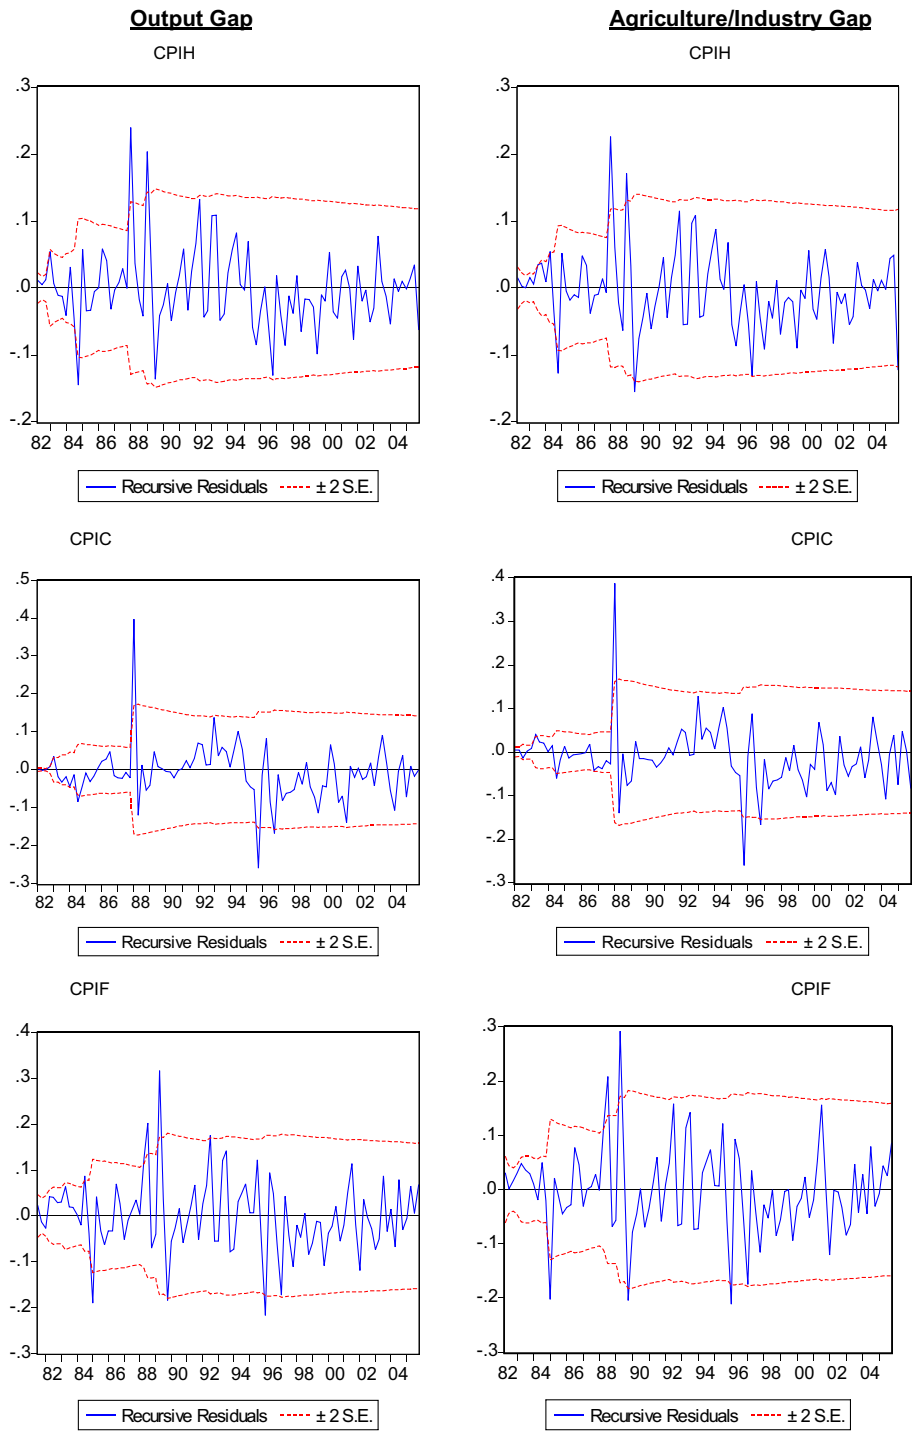 Output Gap Agriculture/Industry Gap
CPIH CPIH
.3 .3
.2 .2
.1 .1
.0 .0
-.1 -.1
-.2 -.2
82 84 86 88 90 92 94 96 98 00 02 04 82 84 86 88 90 92 94 96 98 00 02 04
Recursive Residuals ± 2 S.E. Recursive Residuals ± 2 S.E.
CPIC CPIC
.5 .4
.4 .3
.3 .2
.2 .1
.1 .0
.0 -.1
-.1 -.2
-.2 -.3
-.3
82 84 86 88 90 92 94 96 98 00 02 04 82 84 86 88 90 92 94 96 98 00 02 04
Recursive Residuals ± 2 S.E. Recursive Residuals ± 2 S.E.
CPIF CPIF
.4 .3
.3 .2
.2 .1
.1 .0
.0 -.1
-.1 -.2
-.2 -.3
-.3
82 84 86 88 90 92 94 96 98 00 02 04 82 84 86 88 90 92 94 96 98 00 02 04
Recursive Residuals ± 2 S.E. Recursive Residuals ± 2 S.E.